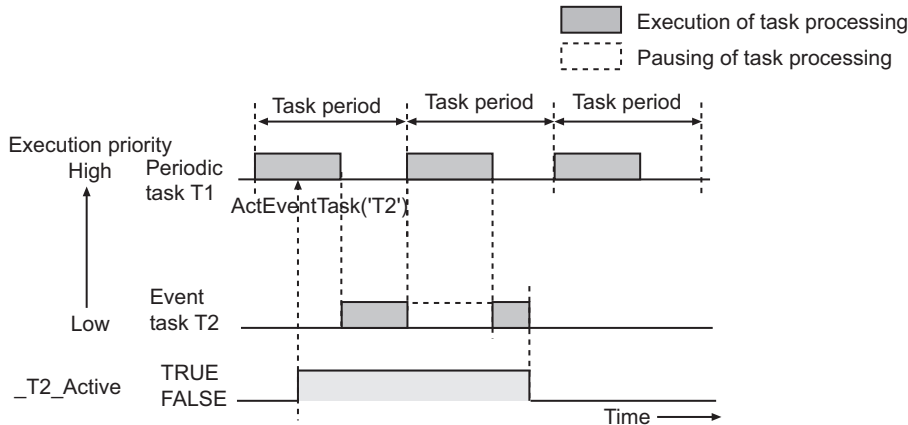 Execution of task processing
Pausing of task processing
Task period
Task period
Task period
Execution priority
High
Periodic
task T1
ActEventTask('T2')
Event
task T2
Low
_T2_Active
TRUE
FALSE
Time